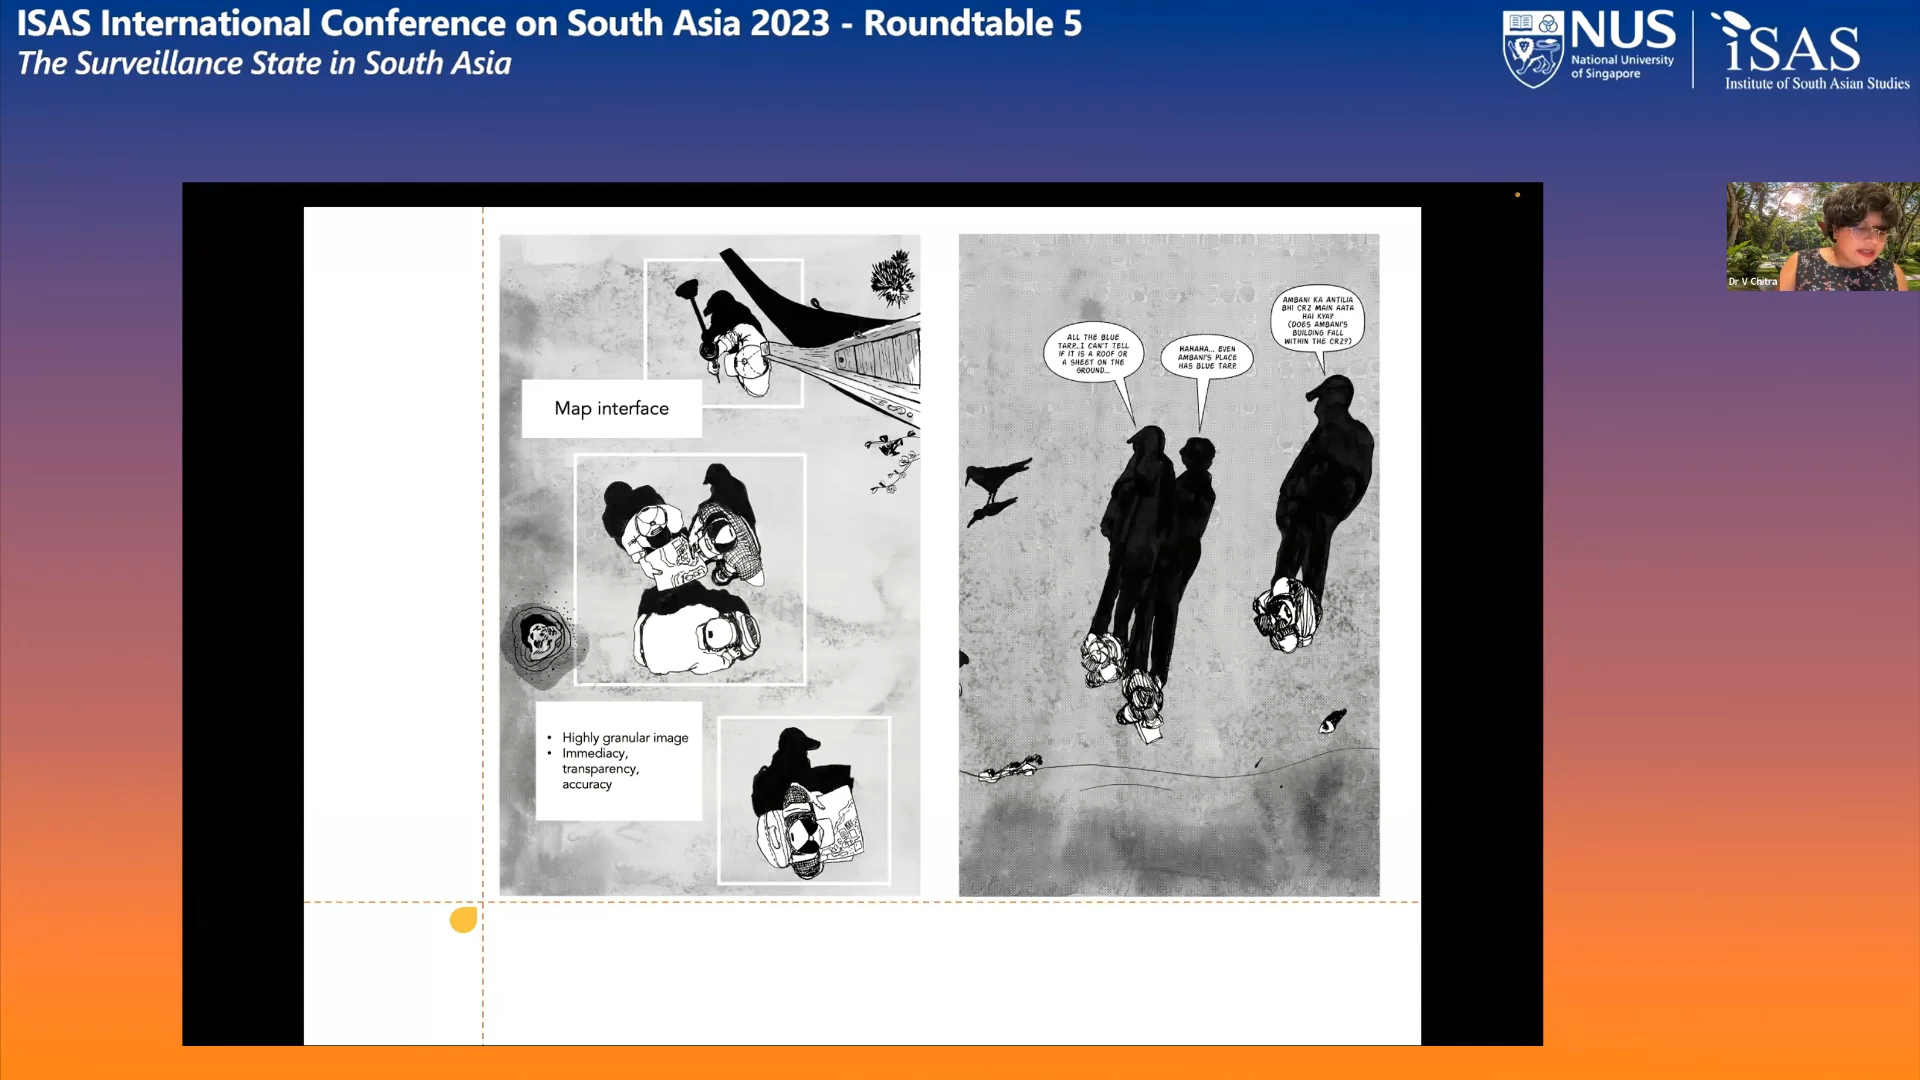 ISAS International Conference on South Asia 2023 - Roundtable 5
The Surveillance State in South Asia
NUS
National University
of Singapore
iSAS
Institute of South Asian Studies
Dr V Chitra
Map interface
• Highly granular image
• Immediacy,
transparency,
accuracy
ALL THE BLUE
TARP...I CAN'T TELL
IF IT IS A ROOF OR
A SHEET ON THE
GROUND...
HAHAHA... EVEN
AMBANI'S PLACE
HAS BLUE TARP.
AMBANI KA ANTILIA
BHI CRZ MAIN AATA
HAI KYA?
(DOES AMBANI'S
BUILDING FALL
WITHIN THE CRZ?)